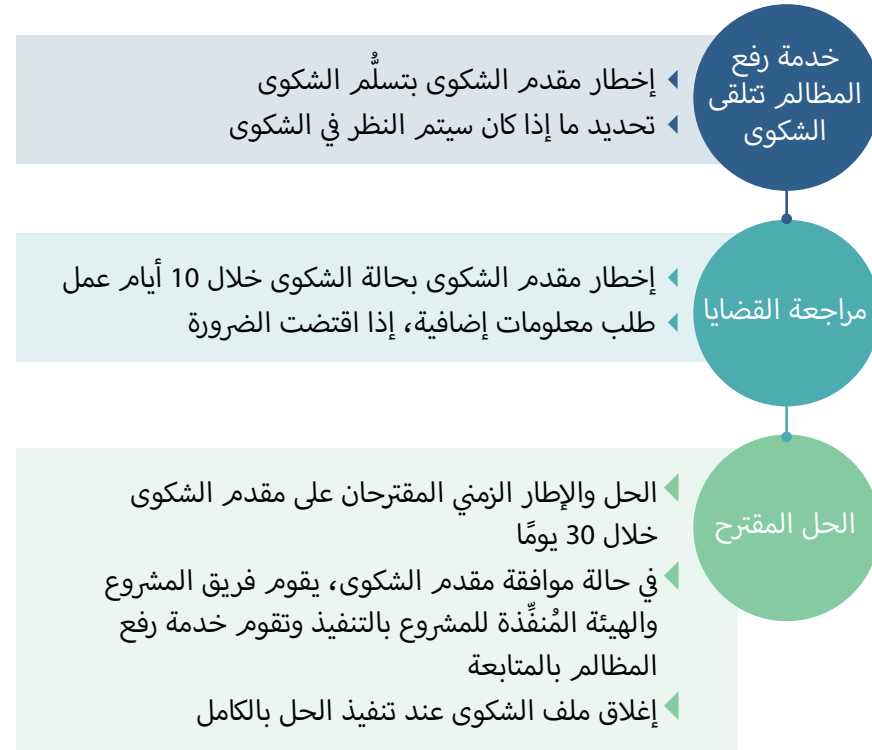 خدمة رفع
المظالم تتلقى
الشكوى
إخطار مقدم الشكوى بتسلُّم الشكوى
تحديد ما إذا كان سيتم النظر في الشكوى
مراجعة القضايا
إخطار مقدم الشكوى بحالة الشكوى خلال 10 أيام عمل
طلب معلومات إضافية، إذا اقتضت الضرورة
الحل المقترح
الحل والإطار الزمني المقترحان على مقدم الشكوى
خلال 30 يومًا
في حالة موافقة مقدم الشكوى، يقوم فريق المشروع
والهيئة المُنفِّذة للمشروع بالتنفيذ وتقوم خدمة رفع
المظالم بالمتابعة
إغلاق ملف الشكوى عند تنفيذ الحل بالكامل